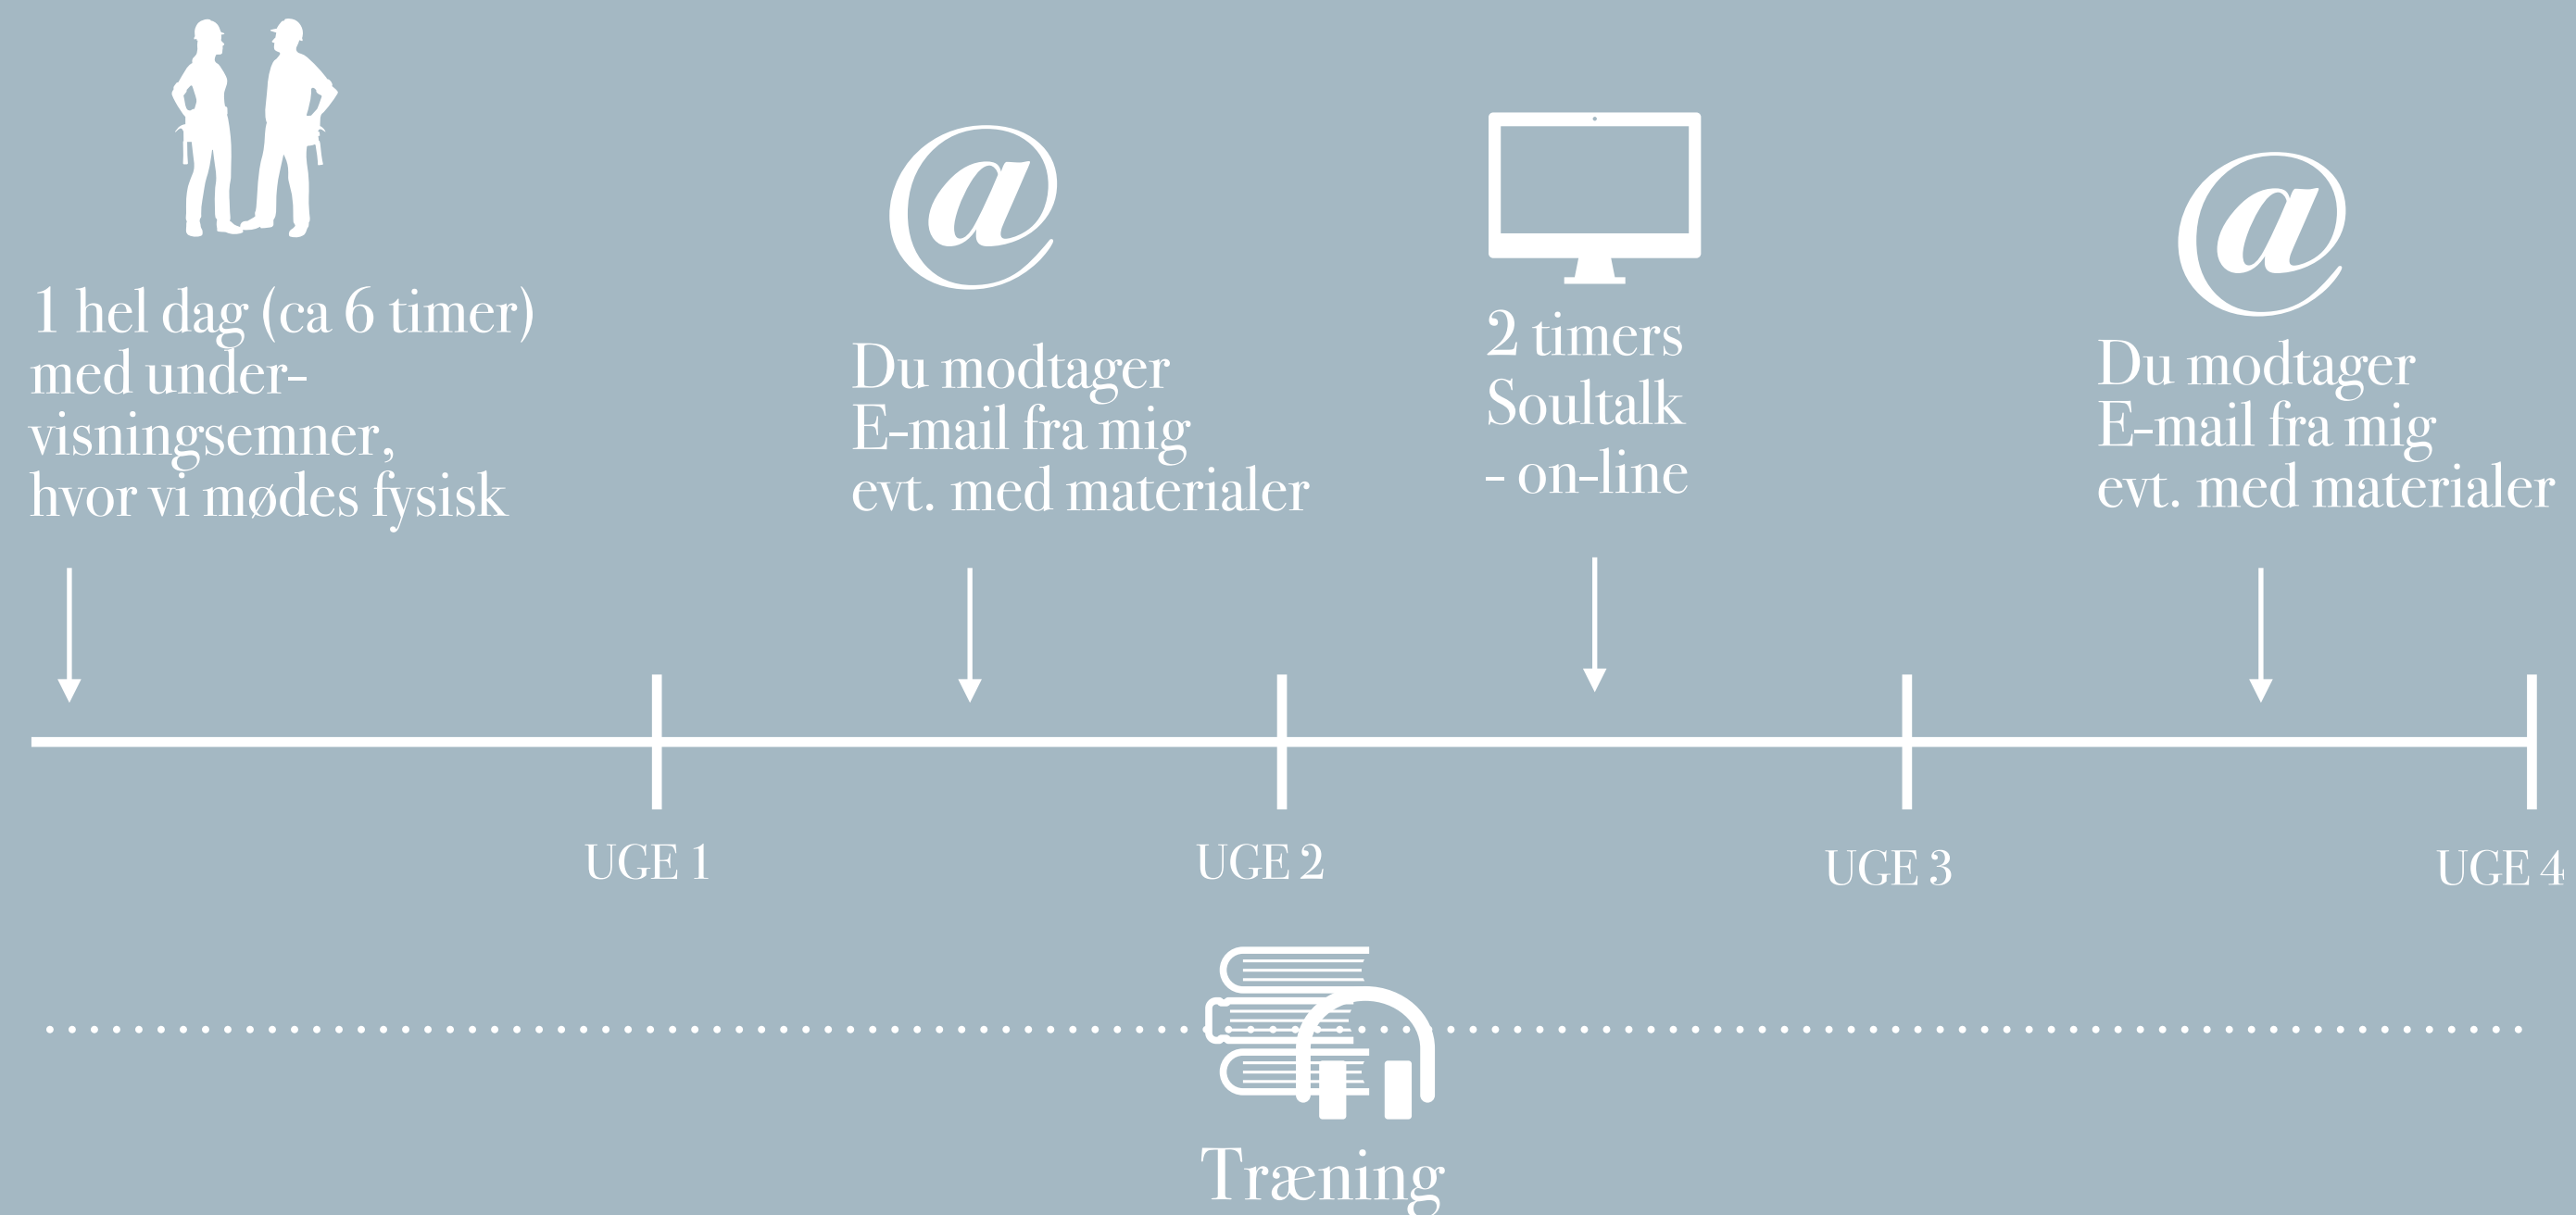 1 hel dag (ca 6 timer)
med under-
visningsemner,
hvor vi mødes fysisk
@
Du modtager
E-mail fra mig
evt. med materialer
2 timers
Soultalk
- on-line
@
Du modtager
E-mail fra mig
evt. med materialer
UGE 1
UGE 2
UGE 3
UGE 4
Træning